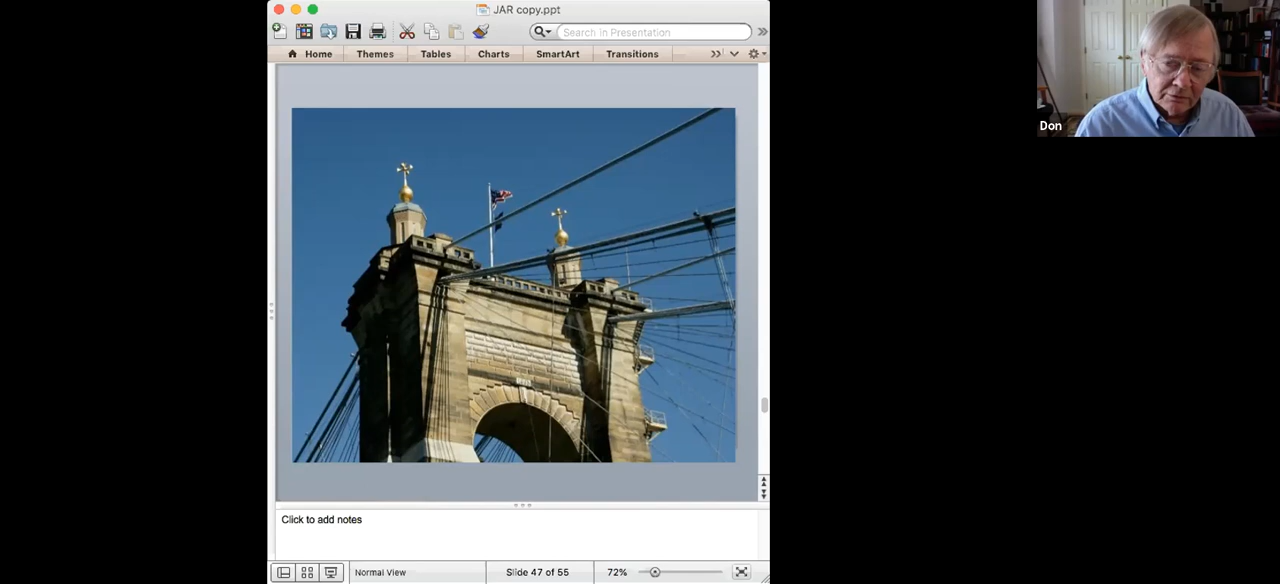 JAR copy.ppt
Search in Presentation
Home Themes Tables Charts SmartArt Transitions
Don
Click to add notes
Normal View Slide 47 of 55 72%